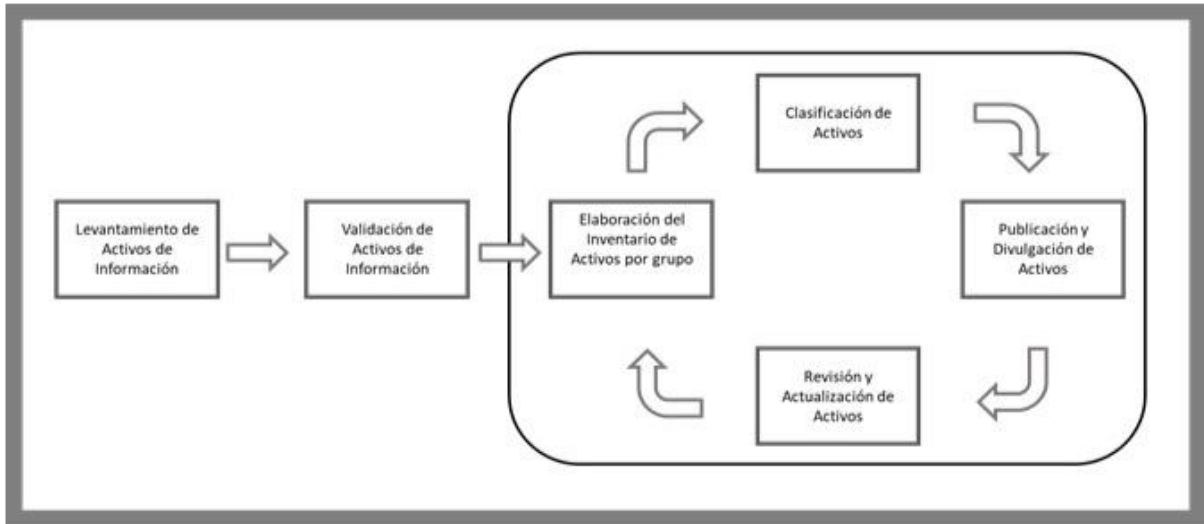 Levantamiento de
Activos de
Información
Validación de
Activos de
Información
Elaboración del
Inventario de
Activos por grupo
Clasificación de
Activos
Publicación y
Divulgación de
Activos
Revisión y
Actualización de
Activos